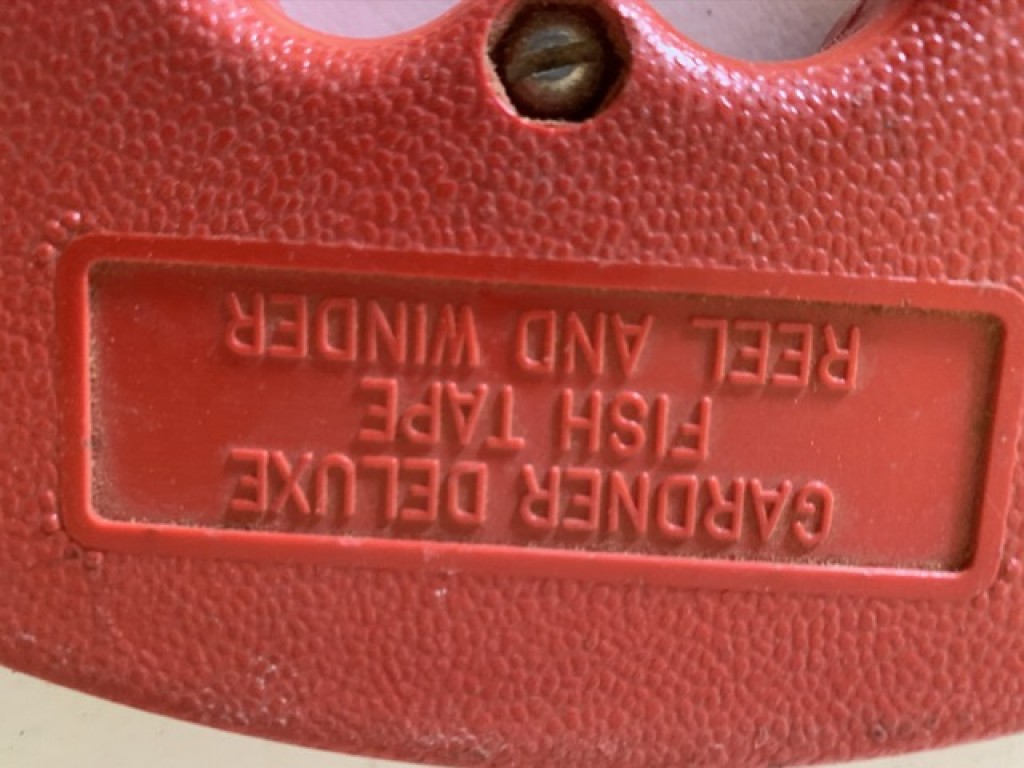 GARDNER DELUXE
FISH TAPE
REEL AND WINDER